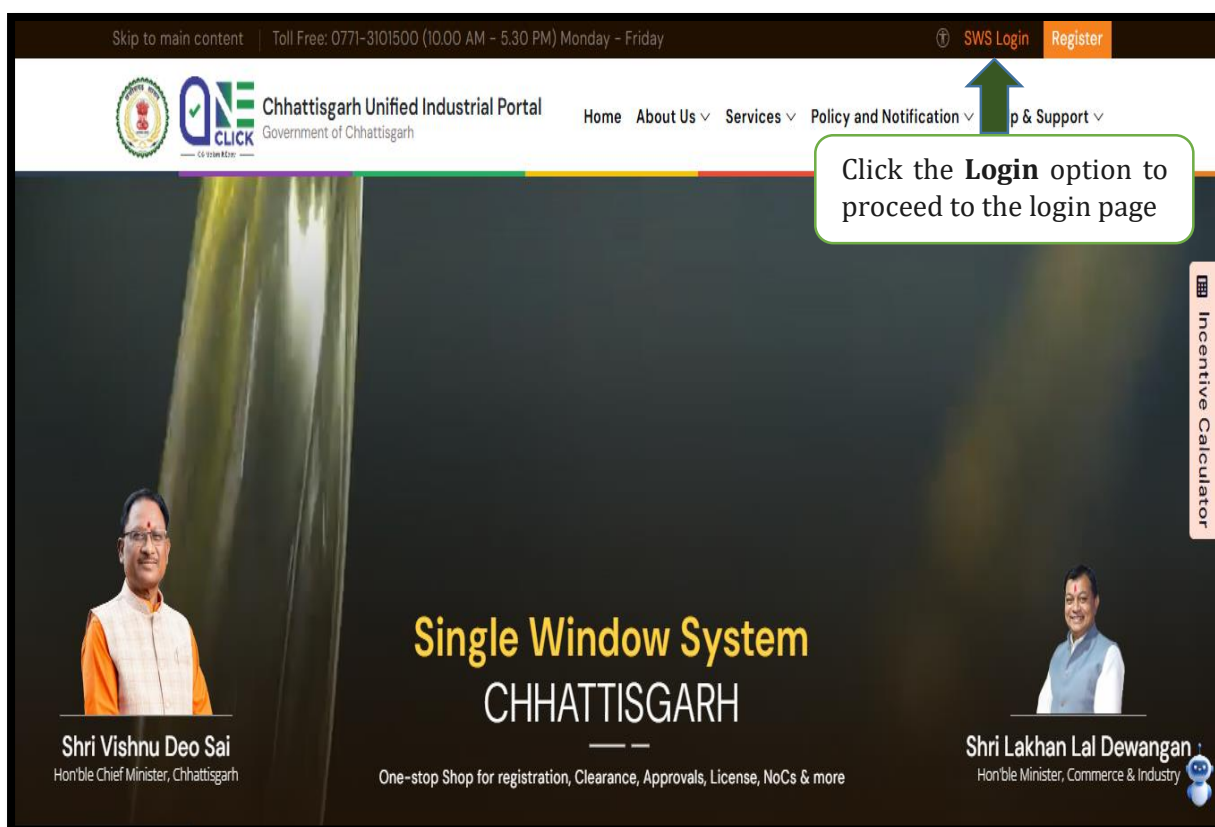 Skip to main content | Toll Free: 0771-3101500 (10.00 AM - 5.30 PM) Monday - Friday
SWS Login Register
ONE CLICK
Chhattisgarh Unified Industrial Portal
Government of Chhattisgarh
Home About Us Services Policy and Notification p & Support
Click the Login option to
proceed to the login page
Incentive Calculator
Single Window System
CHHATTISGARH
One-stop Shop for registration, Clearance, Approvals, License, NoCs & more
Shri Vishnu Deo Sai
Hon'ble Chief Minister, Chhattisgarh
Shri Lakhan Lal Dewangan
Hon'ble Minister, Commerce & Industry